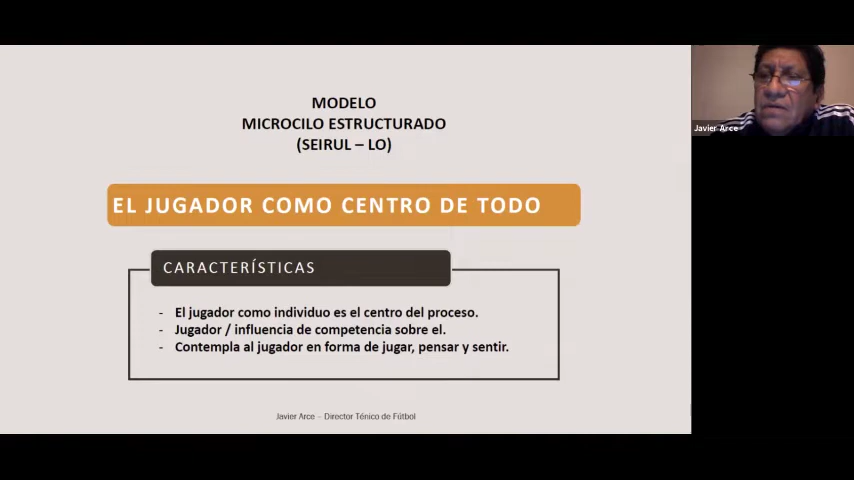 MODELO
MICROCILO ESTRUCTURADO
(SEIRUL – LO)
EL JUGADOR COMO CENTRO DE TODO
CARACTERÍSTICAS
- El jugador como individuo es el centro del proceso.
- Jugador / influencia de competencia sobre el.
- Contempla al jugador en forma de jugar, pensar y sentir.
Javier Arce – Director Ténico de Fútbol
Javier Arce